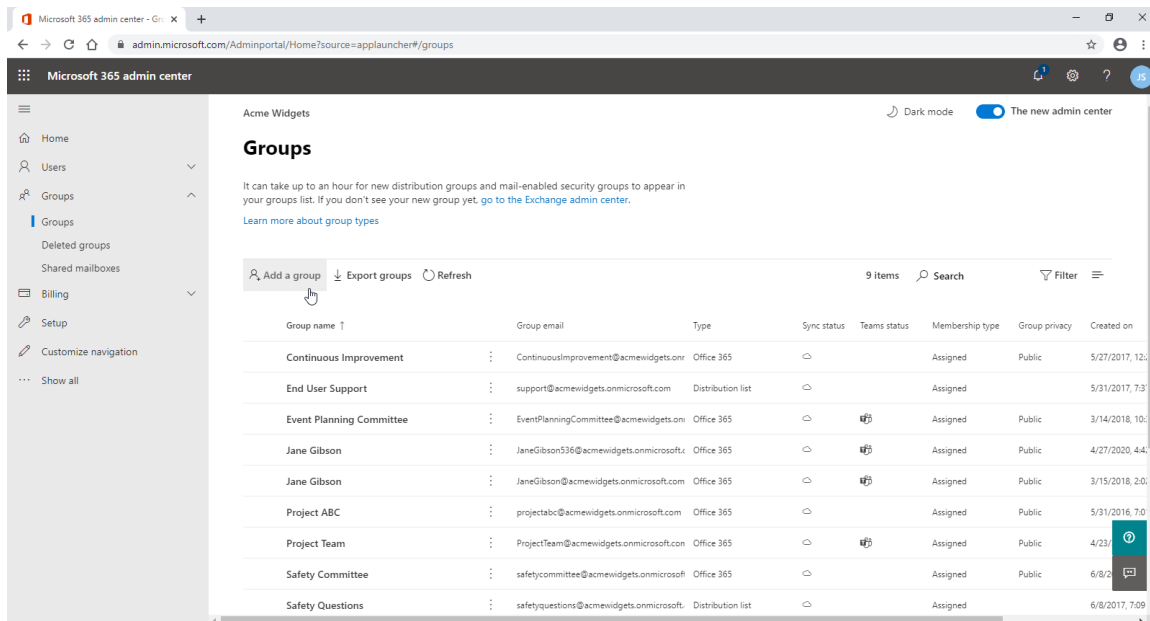 Microsoft 365 admin center - Gro
admin.microsoft.com/Adminportal/Home?source=applauncher#/groups
Microsoft 365 admin center
1
?
JS
Home
Users
Groups
Groups
Deleted groups
Shared mailboxes
Billing
Setup
Customize navigation
Show all
Acme Widgets
Dark mode
The new admin center
Groups
It can take up to an hour for new distribution groups and mail-enabled security groups to appear in
your groups list. If you don't see your new group yet, go to the Exchange admin center.
Learn more about group types
Add a group Export groups Refresh 9 items Search Filter
Group name ↑ Group email Type Sync status Teams status Membership type Group privacy Created on
Continuous Improvement ContinuousImprovement@acmewidgets.onr Office 365 Assigned Public 5/27/2017, 12:
End User Support support@acmewidgets.onmicrosoft.com Distribution list Assigned 5/31/2017, 7:3
Event Planning Committee EventPlanningCommittee@acmewidgets.on Office 365 Assigned Public 3/14/2018, 10:
Jane Gibson JaneGibson536@acmewidgets.onmicrosoft.c Office 365 Assigned Public 4/27/2020, 4:4
Jane Gibson JaneGibson@acmewidgets.onmicrosoft.com Office 365 Assigned Public 3/15/2018, 2:0
Project ABC projectabc@acmewidgets.onmicrosoft.com Office 365 Assigned Public 5/31/2016, 7:0
Project Team ProjectTeam@acmewidgets.onmicrosoft.con Office 365 Assigned Public 4/23/
Safety Committee safetycommittee@acmewidgets.onmicrosoft Office 365 Assigned Public 6/8/2
Safety Questions safetyquestions@acmewidgets.onmicrosoft. Distribution list Assigned 6/8/2017, 7:09